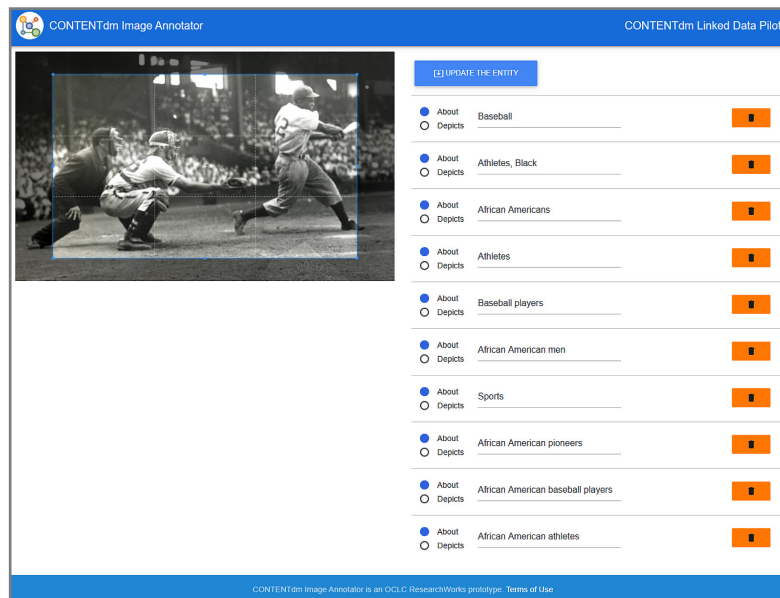 CONTENTdm Image Annotator
CONTENTdm Linked Data Pilot
UPDATE THE ENTITY
About
Depicts
Baseball
About
Depicts
Athletes, Black
About
Depicts
African Americans
About
Depicts
Athletes
About
Depicts
Baseball players
About
Depicts
African American men
About
Depicts
Sports
About
Depicts
African American pioneers
About
Depicts
African American baseball players
About
Depicts
African American athletes
CONTENTdm Image Annotator is an OCLC ResearchWorks prototype. Terms of Use